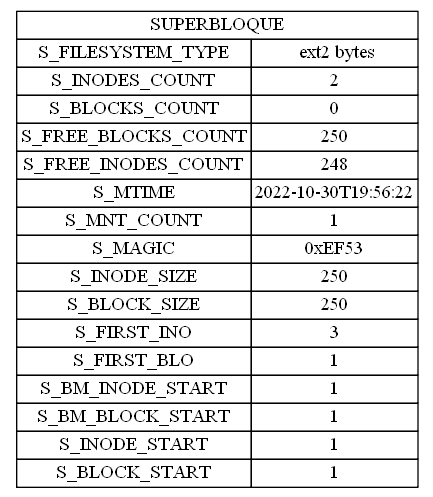 SUPERBLOQUE
S_FILESYSTEM_TYPE ext2 bytes
S_INODES_COUNT 2
S_BLOCKS_COUNT 0
S_FREE_BLOCKS_COUNT 250
S_FREE_INODES_COUNT 248
S_MTIME 2022-10-30T19:56:22
S_MNT_COUNT 1
S_MAGIC 0xEF53
S_INODE_SIZE 250
S_BLOCK_SIZE 250
S_FIRST_INO 3
S_FIRST_BLO 1
S_BM_INODE_START 1
S_BM_BLOCK_START 1
S_INODE_START 1
S_BLOCK_START 1